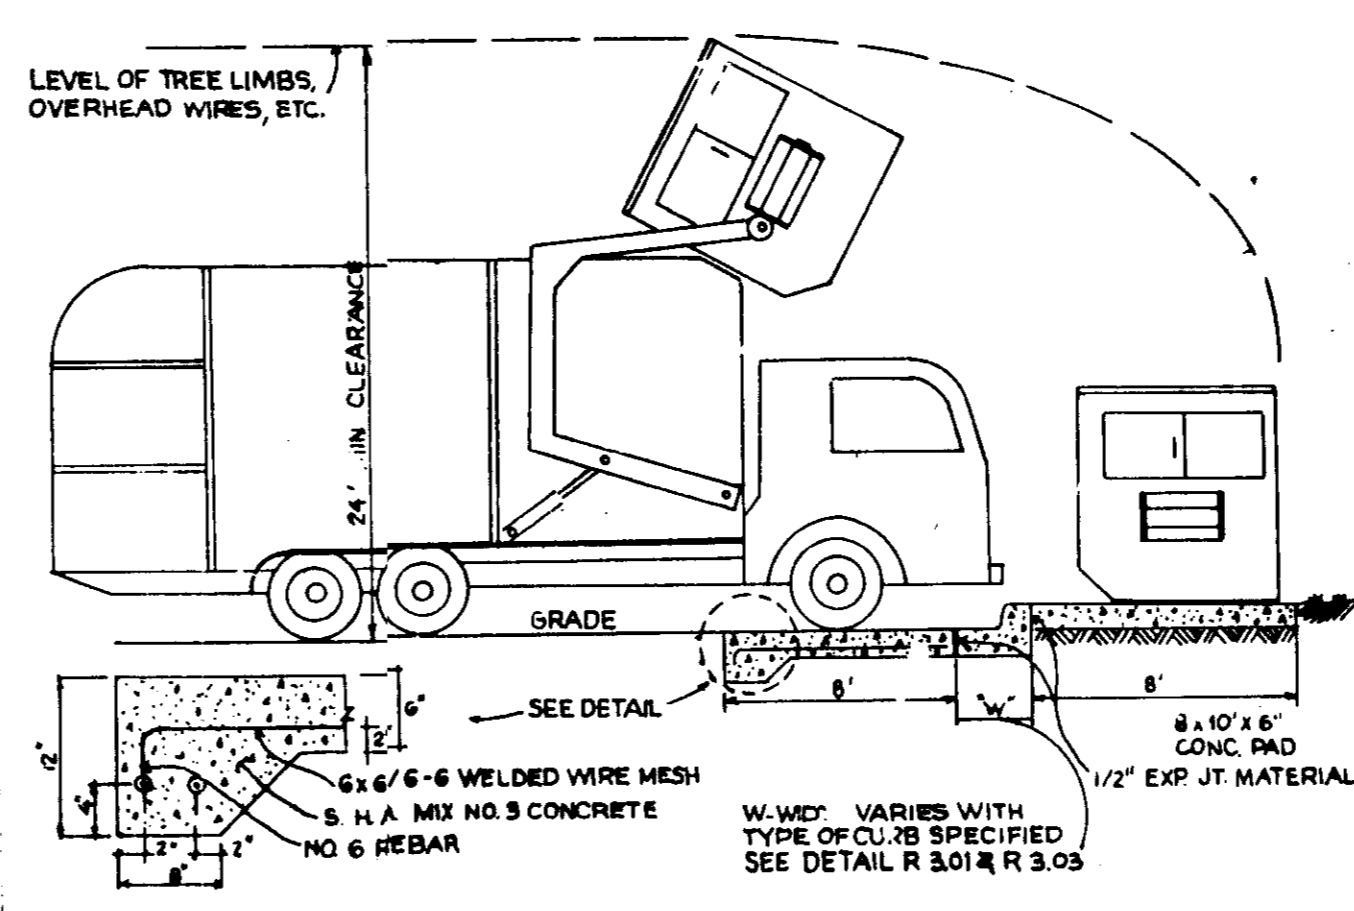 LEVEL OF TREE LIMBS,
OVERHEAD WIRES, ETC.
24' MIN CLEARANCE
GRADE
SEE DETAIL
8'
"W"
8'
8 x 10' x 6"
CONC. PAD
1/2" EXP. JT. MATERIAL
12"
4"
6"
2"
2"
2"
8"
6x6/6-6 WELDED WIRE MESH
S. H. A. MIX NO. 3 CONCRETE
NO. 6 REBAR
W-WID. VARIES WITH
TYPE OF CURB SPECIFIED
SEE DETAIL R 3.01 & R 3.03